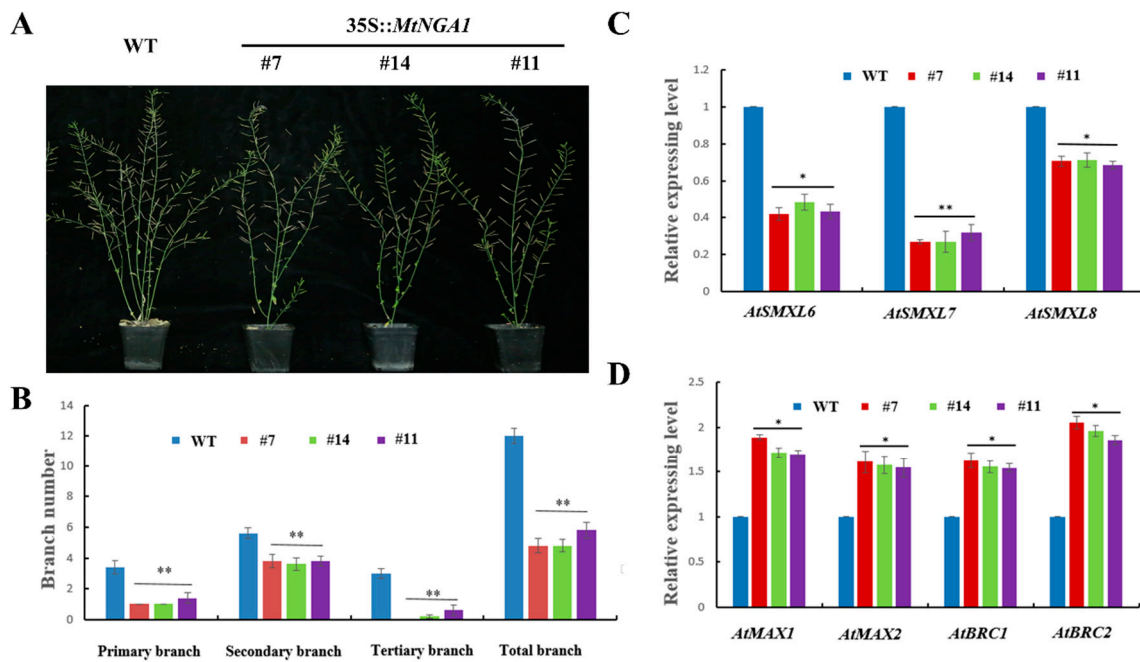 A
WT
35S::MtNGA1
#7 #14 #11
B
14
12
10
8
6
4
2
0
Branch number
WT #7 #14 #11
**
**
**
**
Primary branch Secondary branch Tertiary branch Total branch
C
1.2
1
0.8
0.6
0.4
0.2
0
Relative expressing level
WT #7 #14 #11
*
**
*
AtSMXL6 AtSMXL7 AtSMXL8
D
2.5
2
1.5
1
0.5
0
Relative expressing level
WT #7 #14 #11
*
*
*
*
AtMAX1 AtMAX2 AtBRC1 AtBRC2